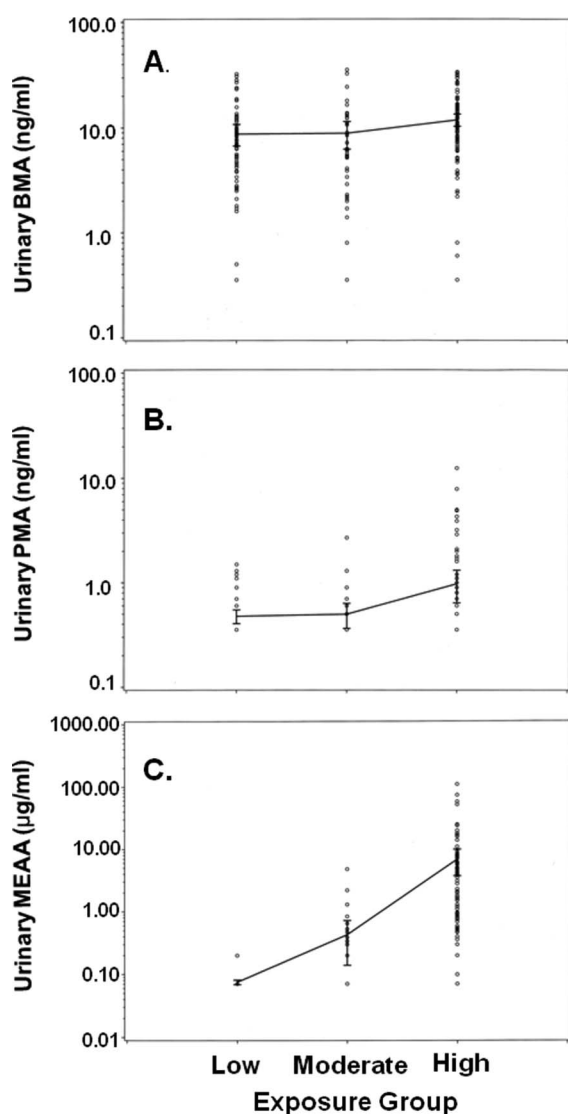 A.
Urinary BMA (ng/ml)
100.0
10.0
1.0
0.1
B.
Urinary PMA (ng/ml)
100.0
10.0
1.0
0.1
C.
Urinary MEAA (µg/ml)
1000.00
100.00
10.00
1.00
0.10
0.01
Low Moderate High
Exposure Group